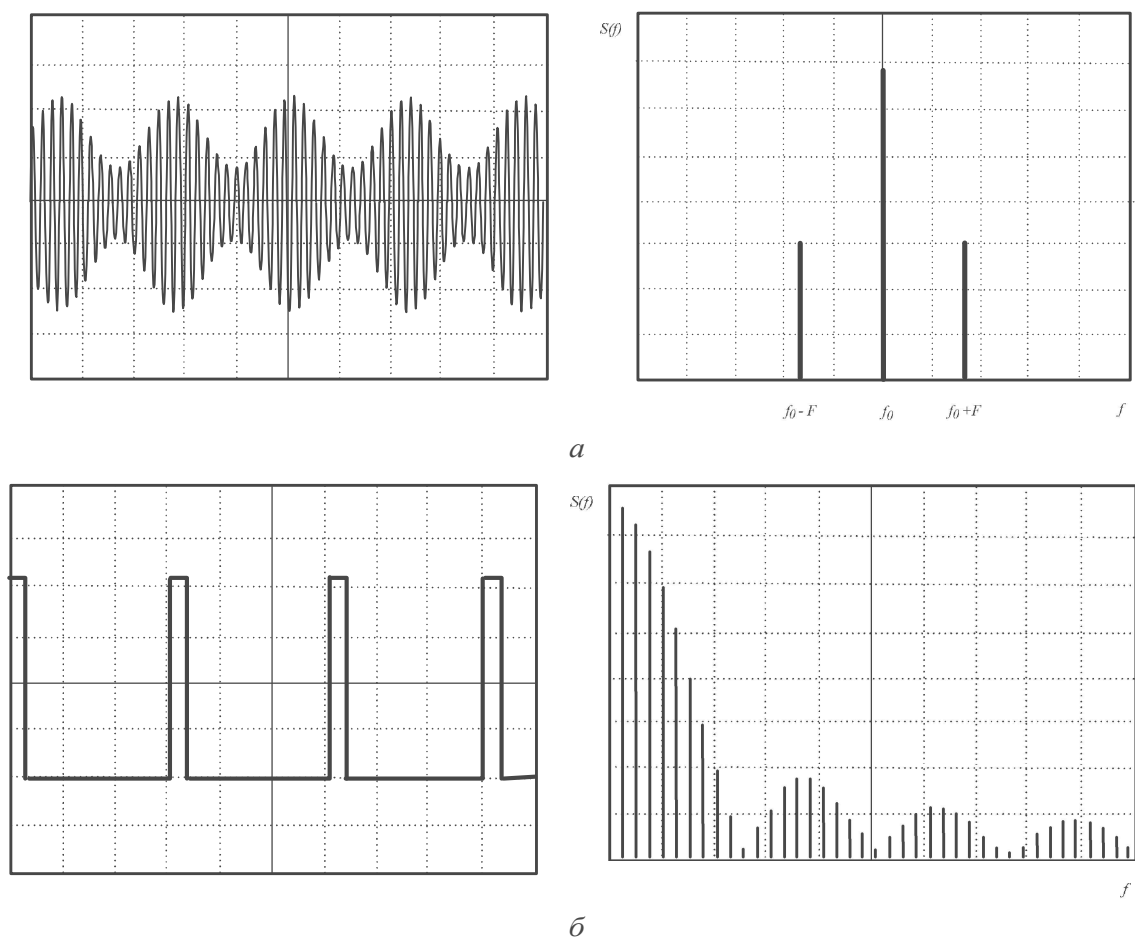 S(f)
f₀ - F f₀ f₀ + F f
а
S(f)
f
б